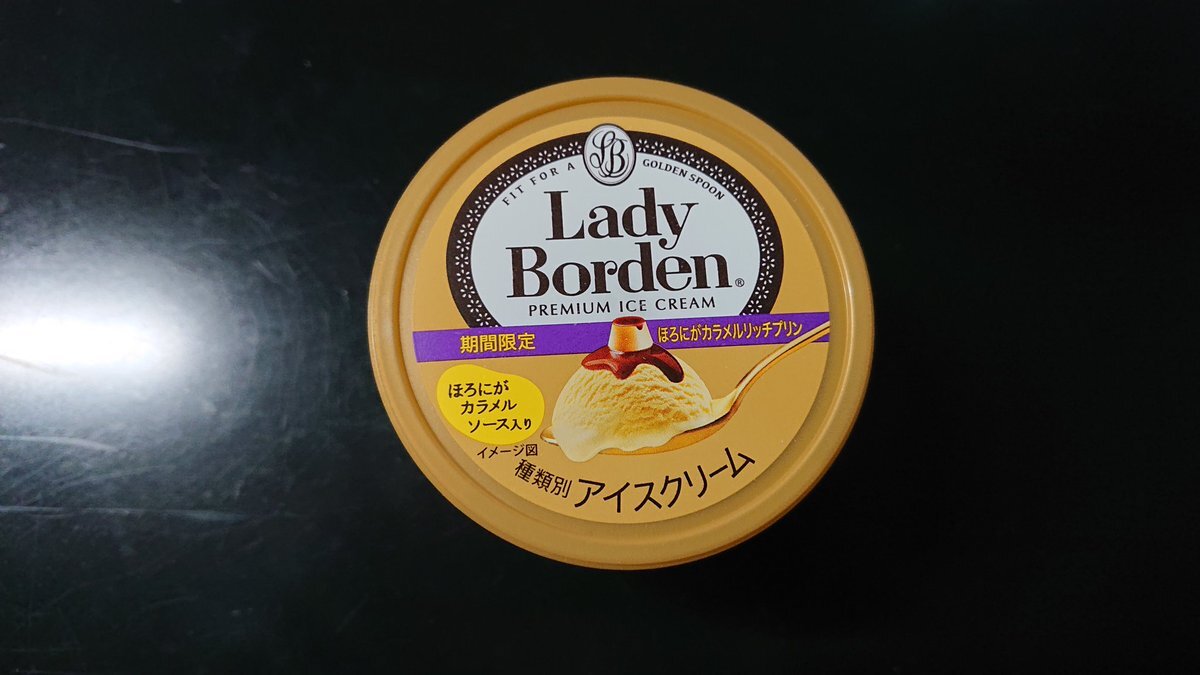 LB
FIT FOR A GOLDEN SPOON
Lady
Borden®
PREMIUM ICE CREAM
期間限定
ほろにがカラメルリッチプリン
ほろにが
カラメル
ソース入り
イメージ図
種類別 アイスクリーム